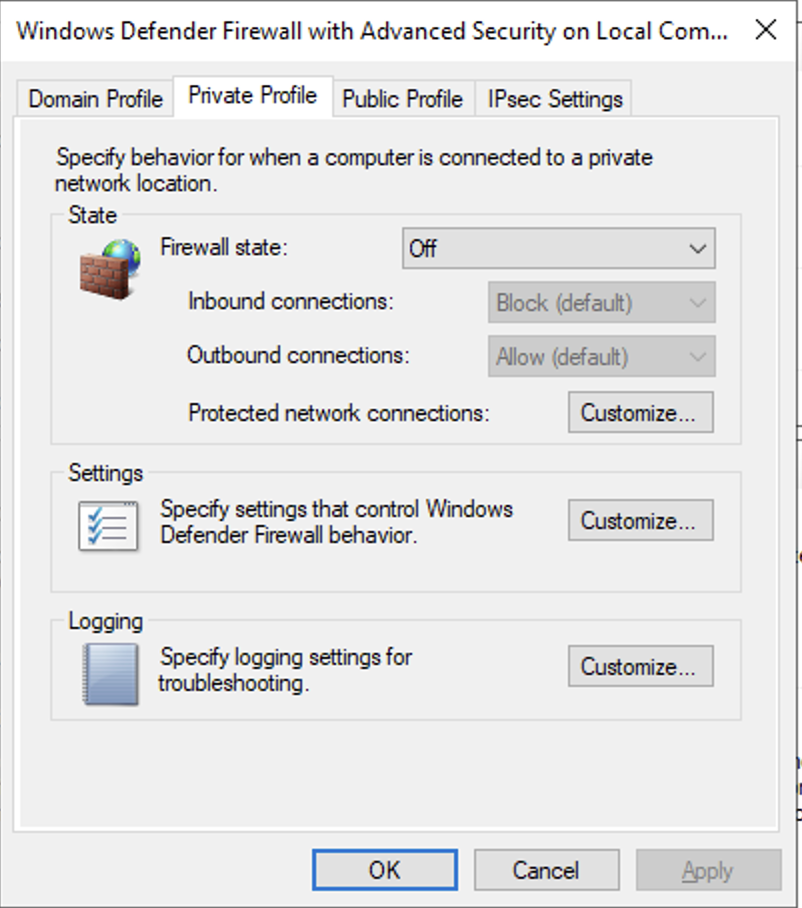 Windows Defender Firewall with Advanced Security on Local Com...
Domain Profile
Private Profile
Public Profile
IPsec Settings
Specify behavior for when a computer is connected to a private
network location.
State
Firewall state:
Off
Inbound connections:
Block (default)
Outbound connections:
Allow (default)
Protected network connections:
Customize...
Settings
Specify settings that control Windows
Defender Firewall behavior.
Customize...
Logging
Specify logging settings for
troubleshooting.
Customize...
OK
Cancel
Apply